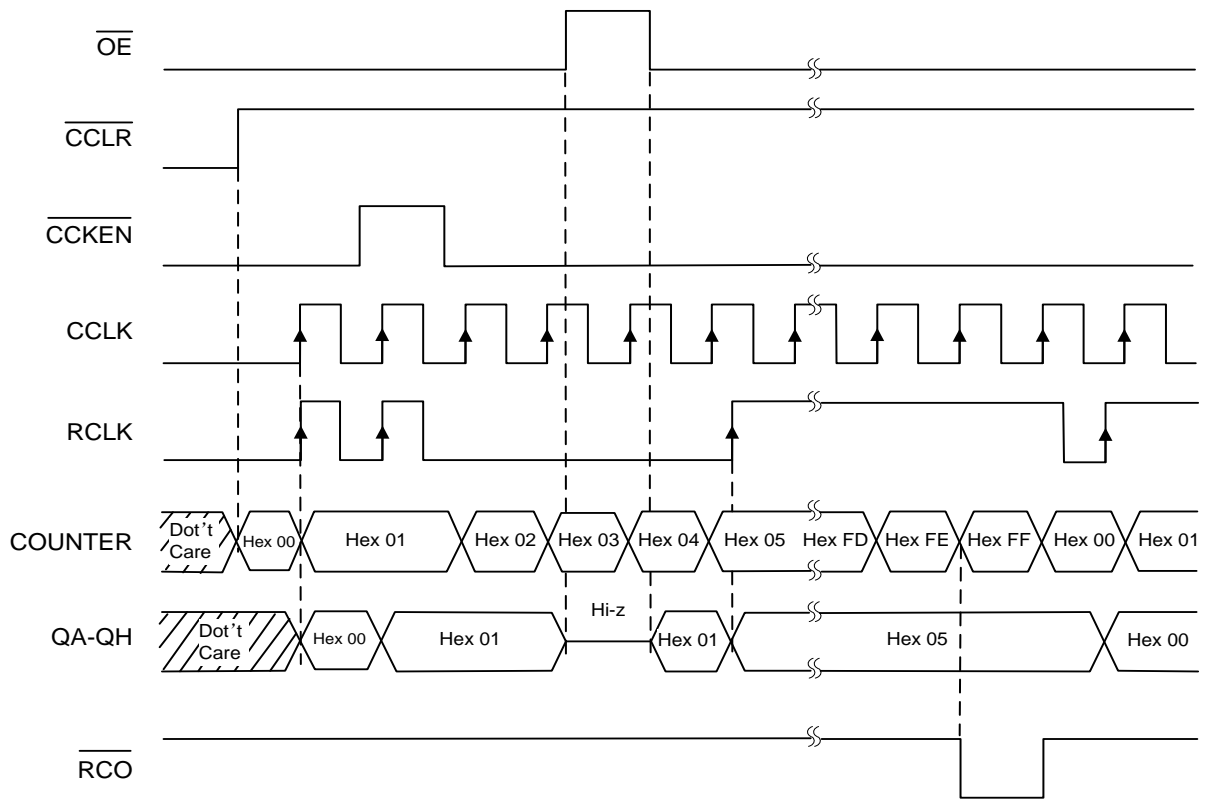 OE
CCLR
CCKEN
CCLK
RCLK
COUNTER Dot't Care Hex 00 Hex 01 Hex 02 Hex 03 Hex 04 Hex 05 Hex FD Hex FE Hex FF Hex 00 Hex 01
QA-QH Dot't Care Hex 00 Hex 01 Hi-z Hex 01 Hex 05 Hex 00
RCO